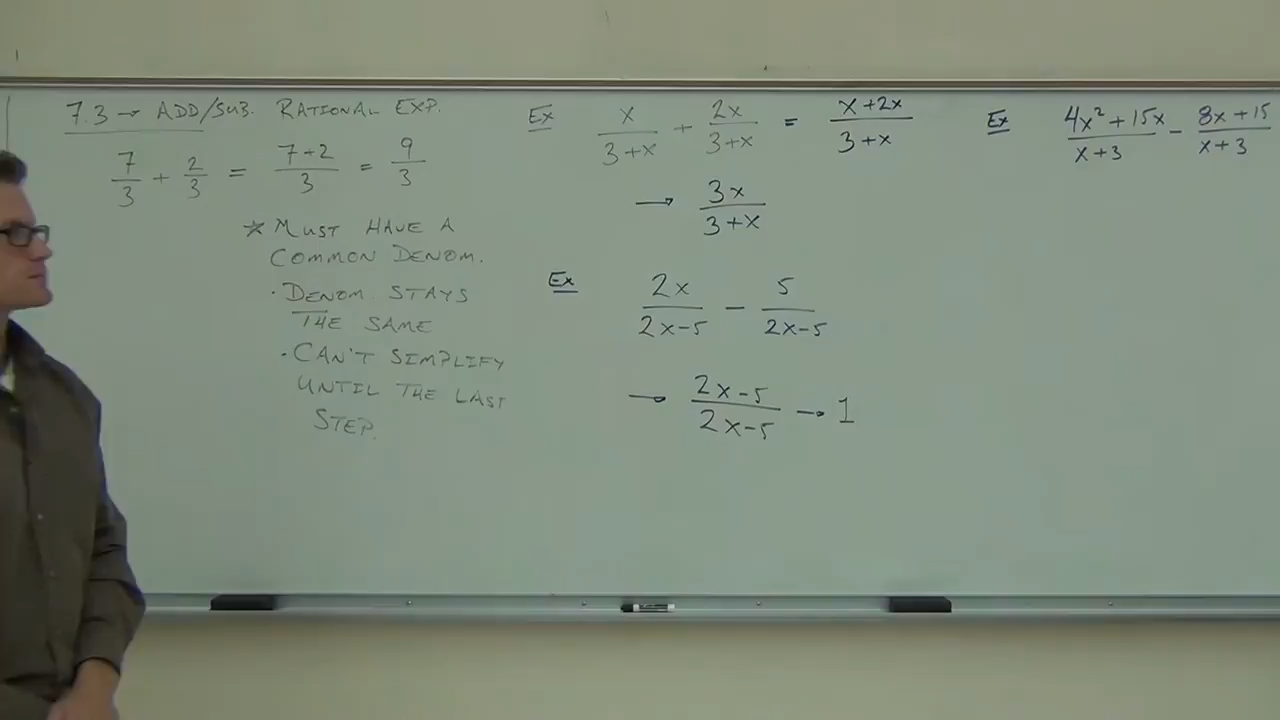 7.3 → ADD/SUB. RATIONAL EXP.
7/3 + 2/3 = (7+2)/3 = 9/3
* MUST HAVE A
COMMON DENOM.
· DENOM. STAYS
THE SAME
· CAN'T SIMPLIFY
UNTIL THE LAST
STEP.
Ex x/(3+x) + 2x/(3+x) = (x+2x)/(3+x)
→ 3x/(3+x)
Ex 2x/(2x-5) - 5/(2x-5)
→ (2x-5)/(2x-5) → 1
Ex (4x²+15x)/(x+3) - (8x+15)/(x+3)